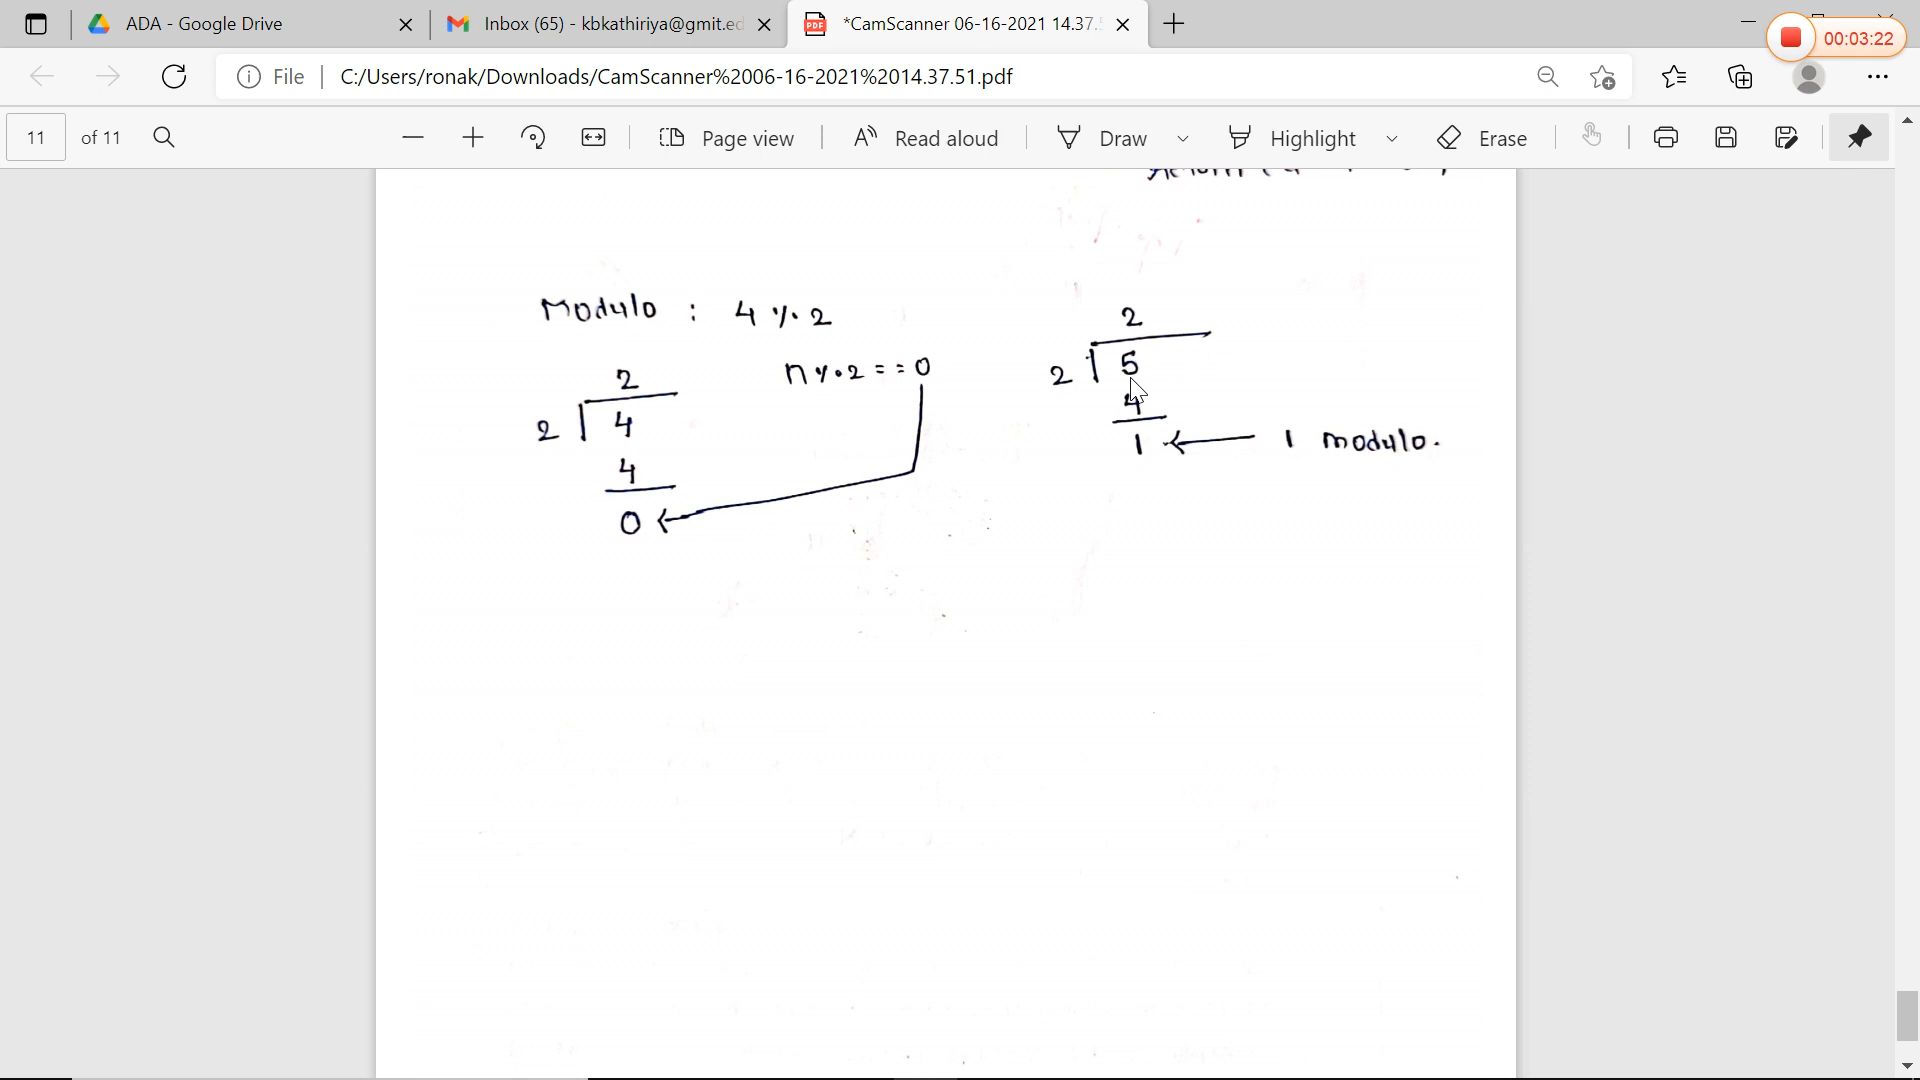 ADA - Google Drive
Inbox (65) - kbkathiriya@gmit.ed
*CamScanner 06-16-2021 14.37.5
00:03:22
File
C:/Users/ronak/Downloads/CamScanner%2006-16-2021%2014.37.51.pdf
11 of 11
Page view
Read aloud
Draw
Highlight
Erase
Modulo : 4 % 2
n % 2 == 0
2
2 4
4
0
2
2 5
4
1 ← 1 modulo.